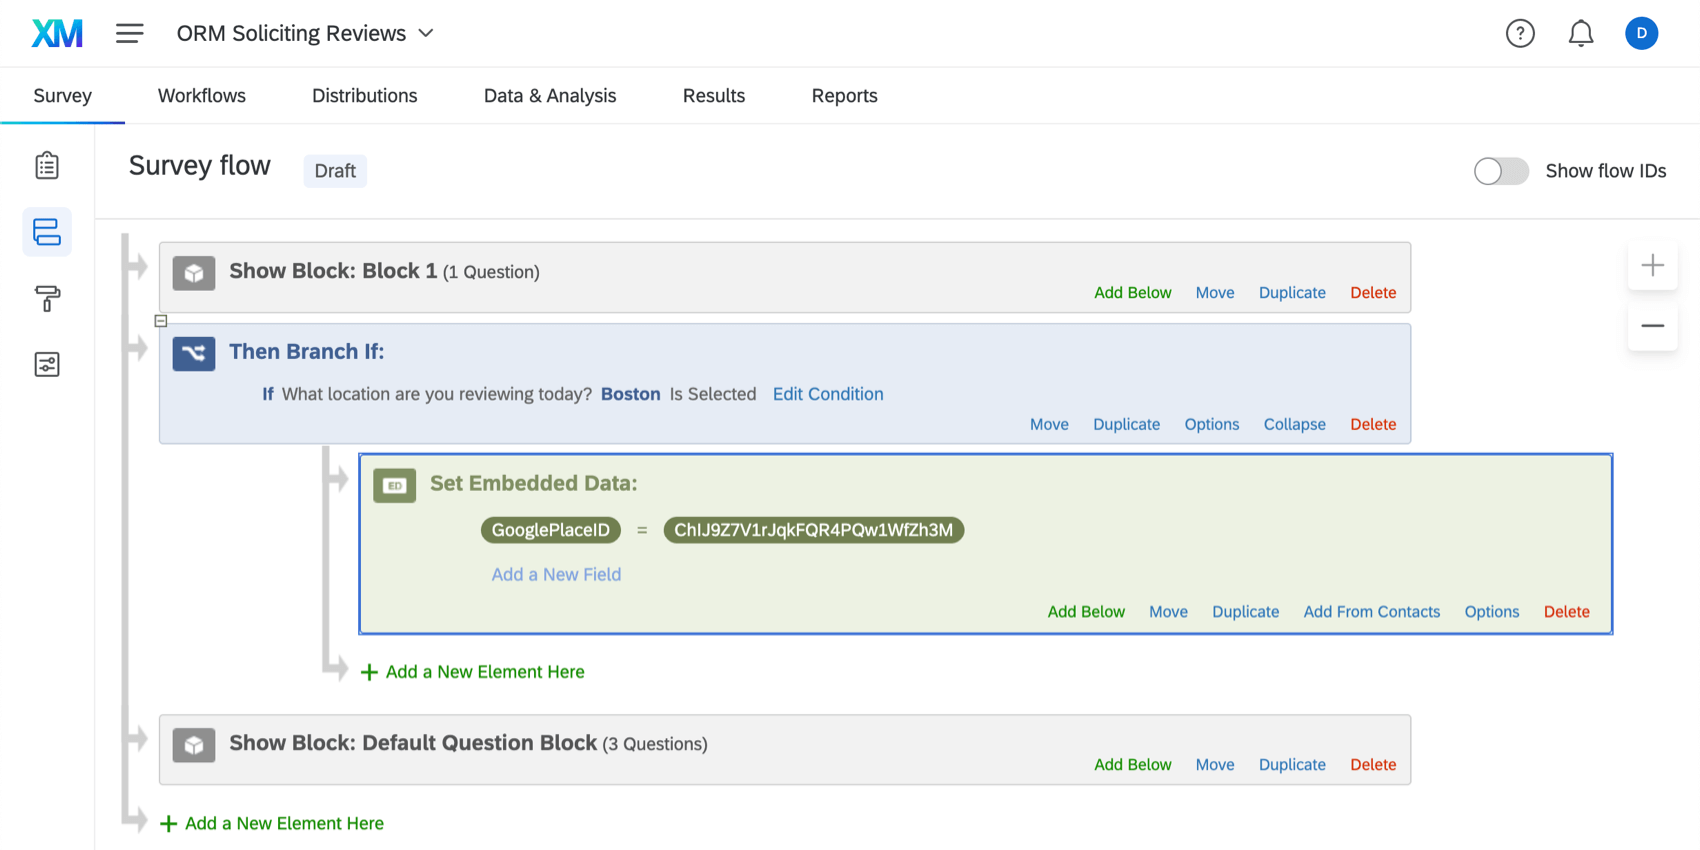 XM ORM Soliciting Reviews ? D
Survey Workflows Distributions Data & Analysis Results Reports
Survey flow Draft Show flow IDs
Show Block: Block 1 (1 Question)
Add Below Move Duplicate Delete
Then Branch If:
If What location are you reviewing today? Boston Is Selected Edit Condition
Move Duplicate Options Collapse Delete
ED Set Embedded Data:
GooglePlaceID = ChIJ9Z7V1rJqkFQR4PQw1WfZh3M
Add a New Field
Add Below Move Duplicate Add From Contacts Options Delete
+ Add a New Element Here
Show Block: Default Question Block (3 Questions)
Add Below Move Duplicate Delete
+ Add a New Element Here